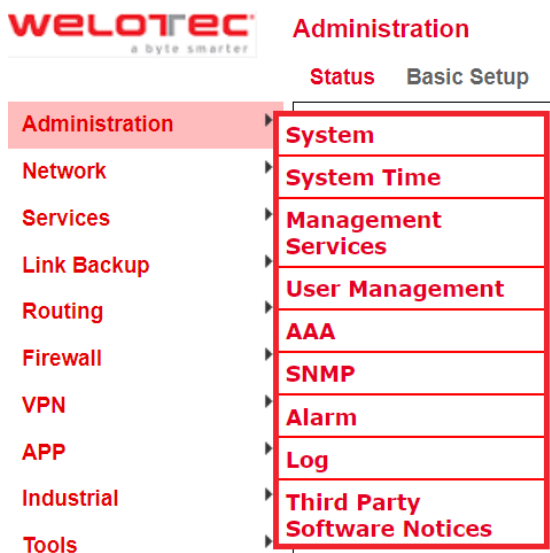 welotec
a byte smarter
Administration
Status Basic Setup
Administration
Network
Services
Link Backup
Routing
Firewall
VPN
APP
Industrial
Tools
System
System Time
Management
Services
User Management
AAA
SNMP
Alarm
Log
Third Party
Software Notices